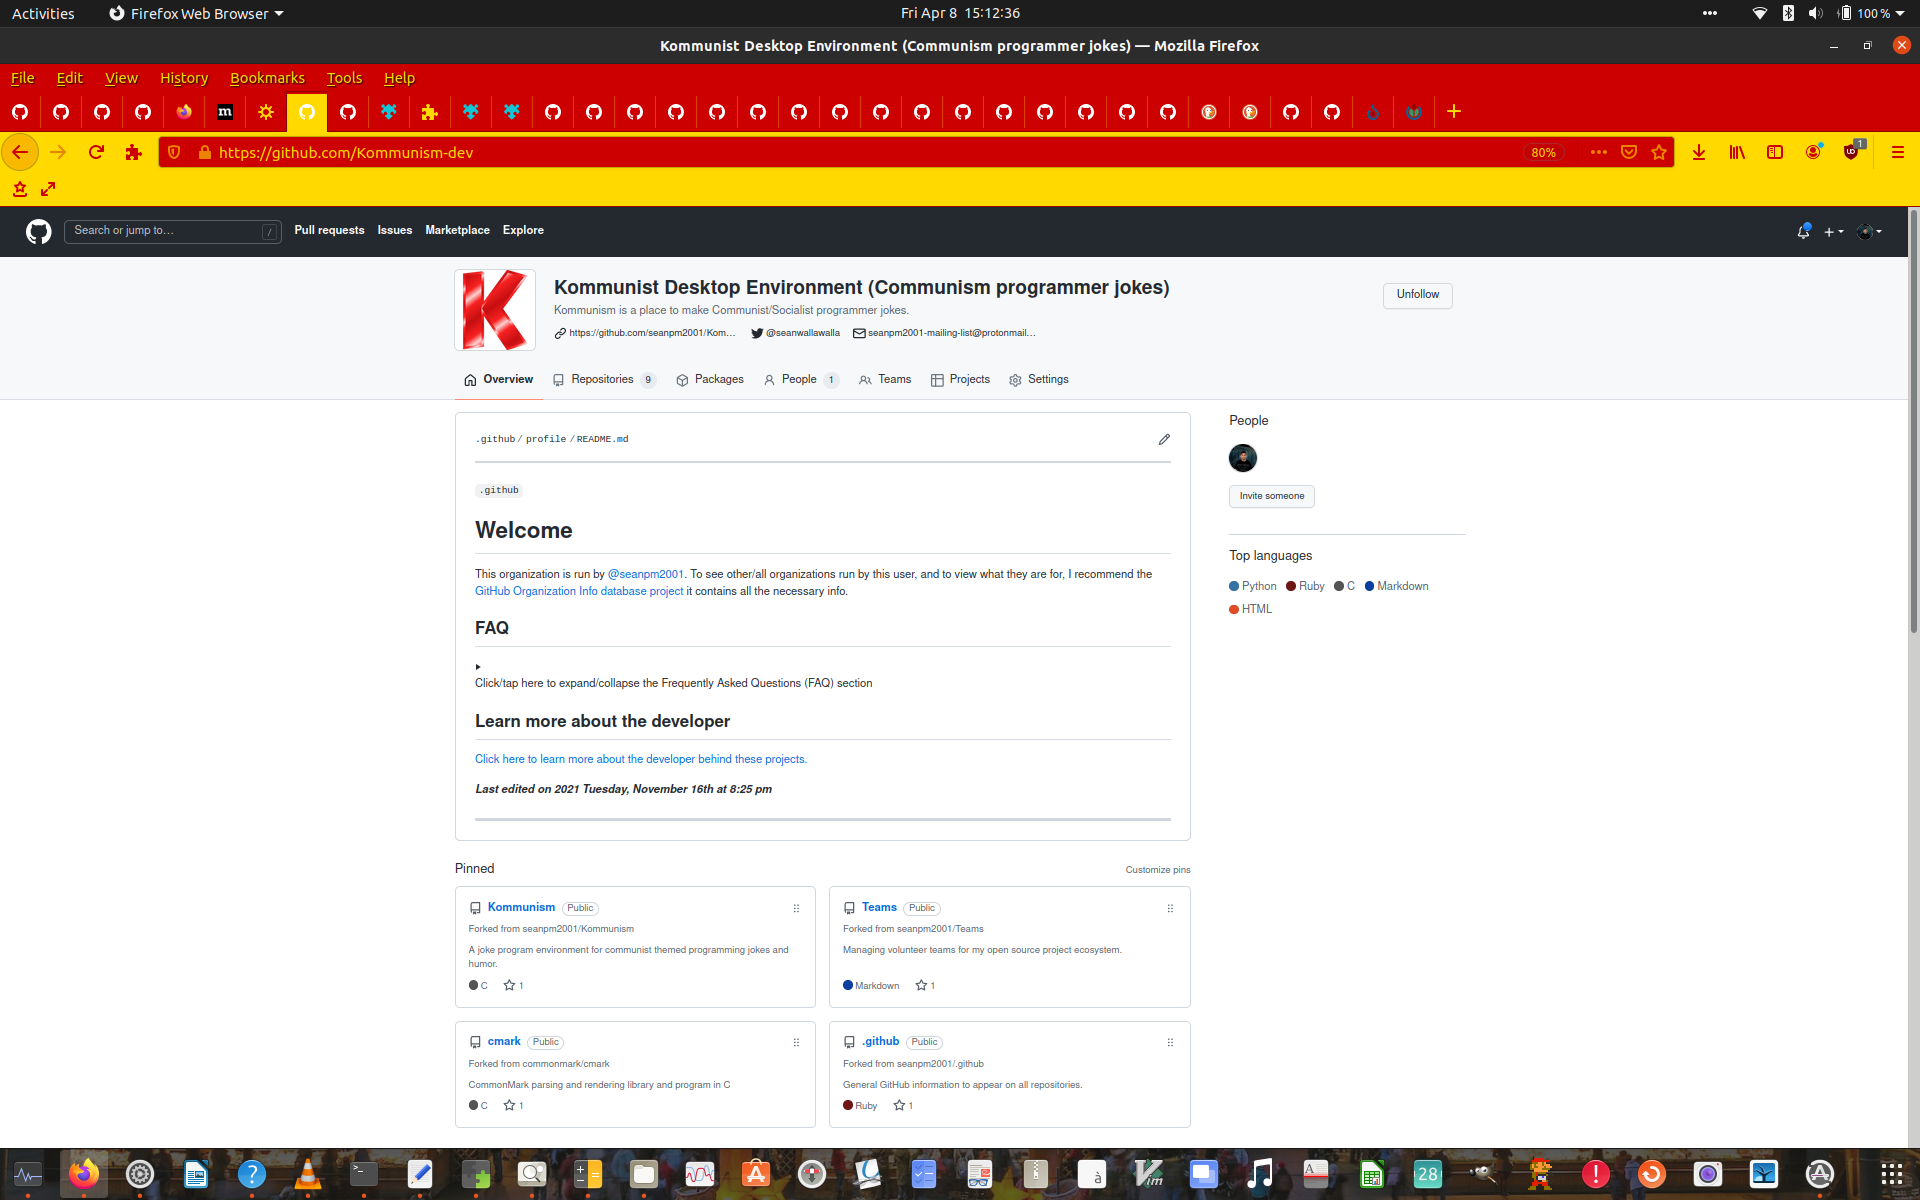 Activities
Firefox Web Browser
Fri Apr 8 15:12:36
100 %
Kommunist Desktop Environment (Communism programmer jokes) — Mozilla Firefox
File Edit View History Bookmarks Tools Help
m
https://github.com/Kommunism-dev
80%
1
Search or jump to…
/
Pull requests Issues Marketplace Explore
K
Kommunist Desktop Environment (Communism programmer jokes)
Kommunism is a place to make Communist/Socialist programmer jokes.
https://github.com/seanpm2001/Kom… @seanwallawalla seanpm2001-mailing-list@protonmail…
Unfollow
Overview Repositories 9 Packages People 1 Teams Projects Settings
.github / profile / README.md
.github
Welcome
This organization is run by @seanpm2001. To see other/all organizations run by this user, and to view what they are for, I recommend the
GitHub Organization Info database project it contains all the necessary info.
FAQ
Click/tap here to expand/collapse the Frequently Asked Questions (FAQ) section
Learn more about the developer
Click here to learn more about the developer behind these projects.
Last edited on 2021 Tuesday, November 16th at 8:25 pm
People
Invite someone
Top languages
Python Ruby C Markdown
HTML
Pinned
Customize pins
Kommunism Public
Forked from seanpm2001/Kommunism
A joke program environment for communist themed programming jokes and
humor.
C 1
Teams Public
Forked from seanpm2001/Teams
Managing volunteer teams for my open source project ecosystem.
Markdown 1
cmark Public
Forked from commonmark/cmark
CommonMark parsing and rendering library and program in C
C 1
.github Public
Forked from seanpm2001/.github
General GitHub information to appear on all repositories.
Ruby 1
?
>_
à
Vim
A
28
!